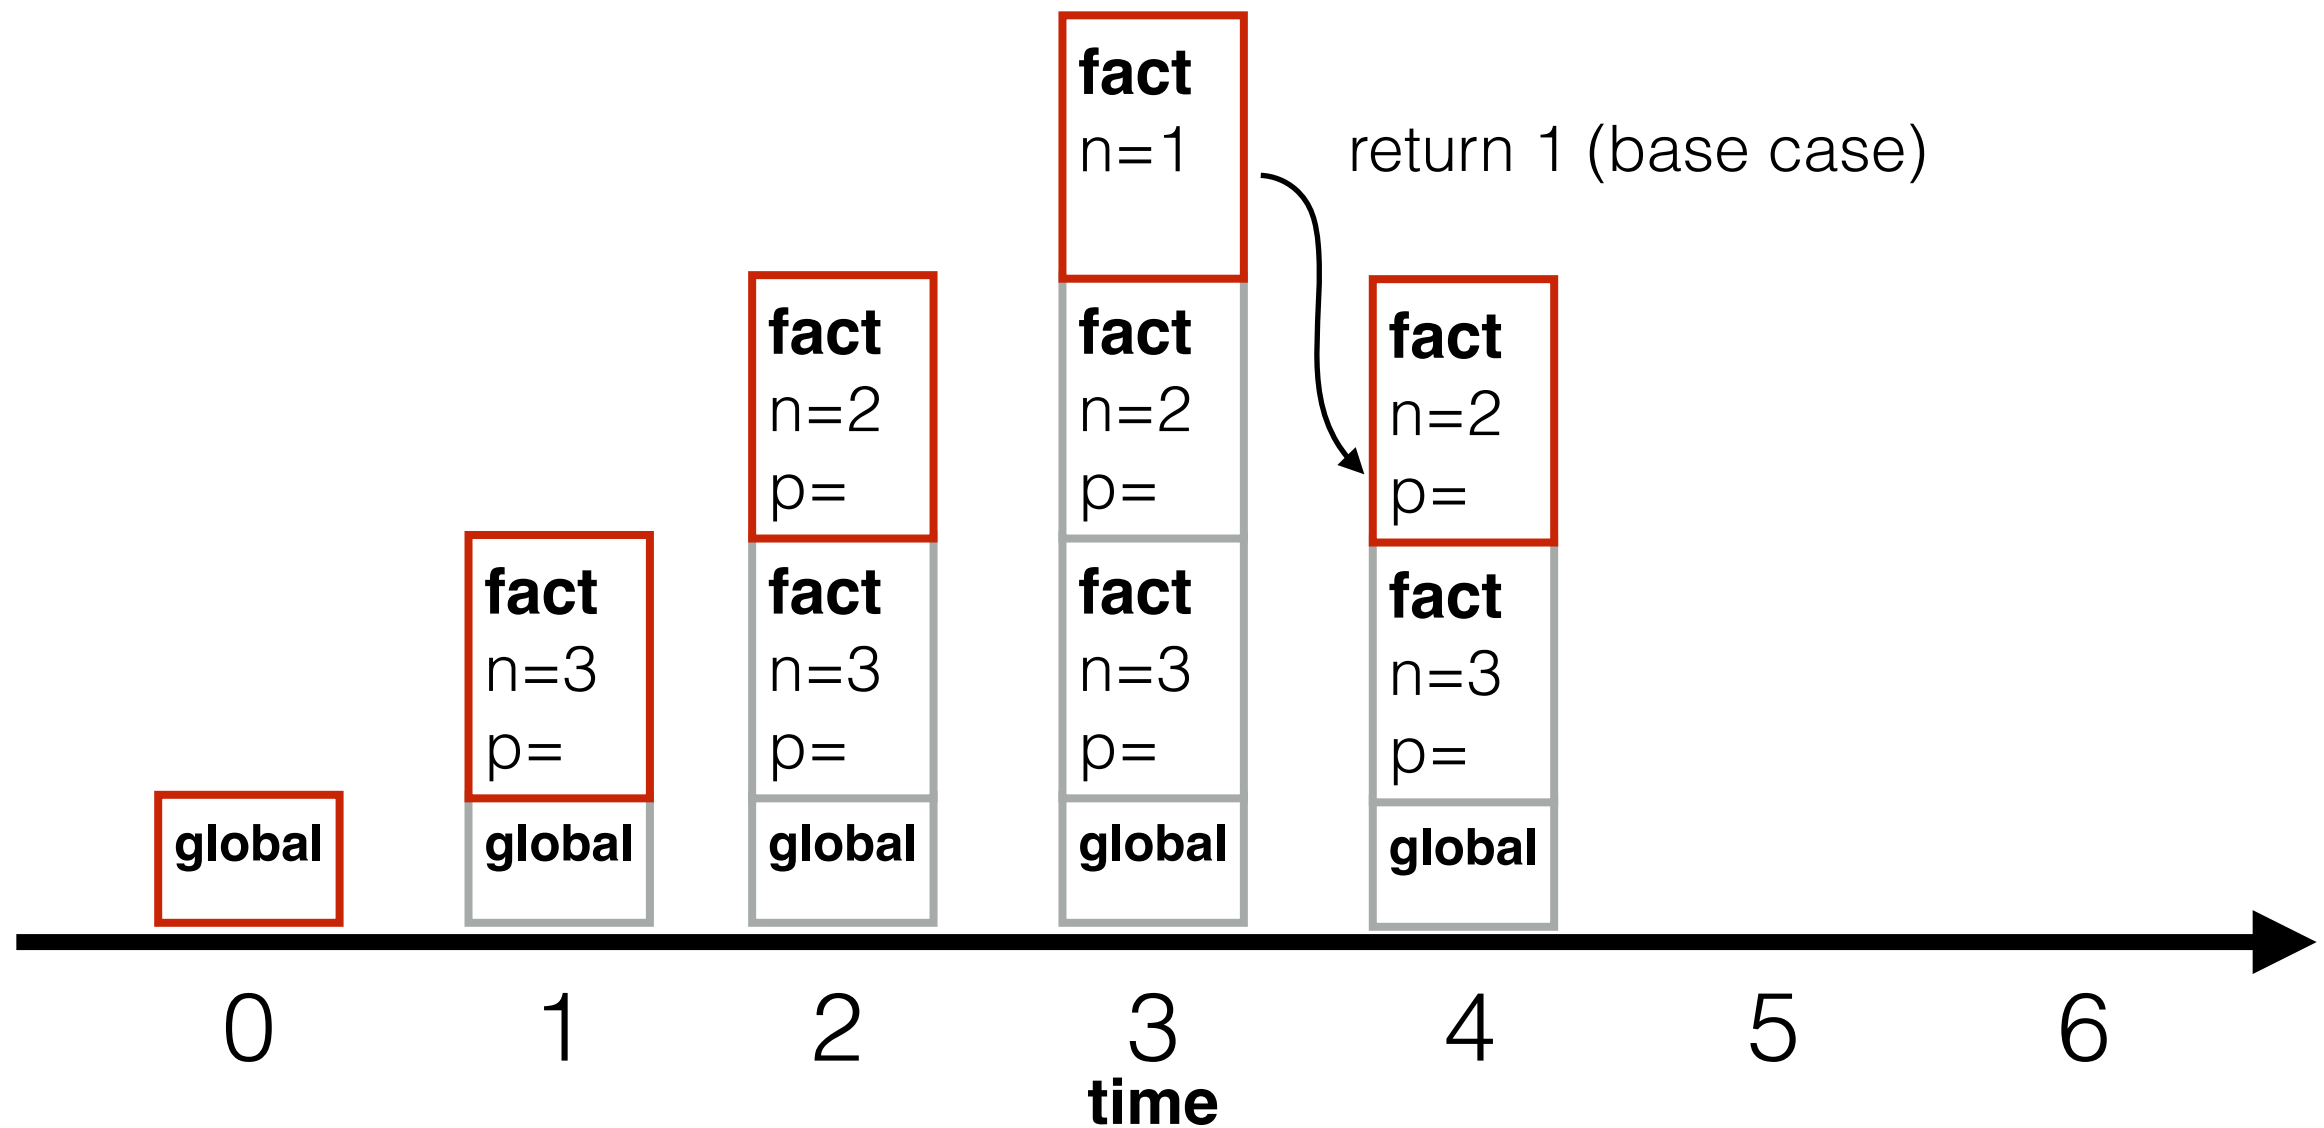 global
fact
n=3
p=
global
fact
n=2
p=
fact
n=3
p=
global
fact
n=1
fact
n=2
p=
fact
n=3
p=
global
return 1 (base case)
fact
n=2
p=
fact
n=3
p=
global
0 1 2 3 4 5 6
time